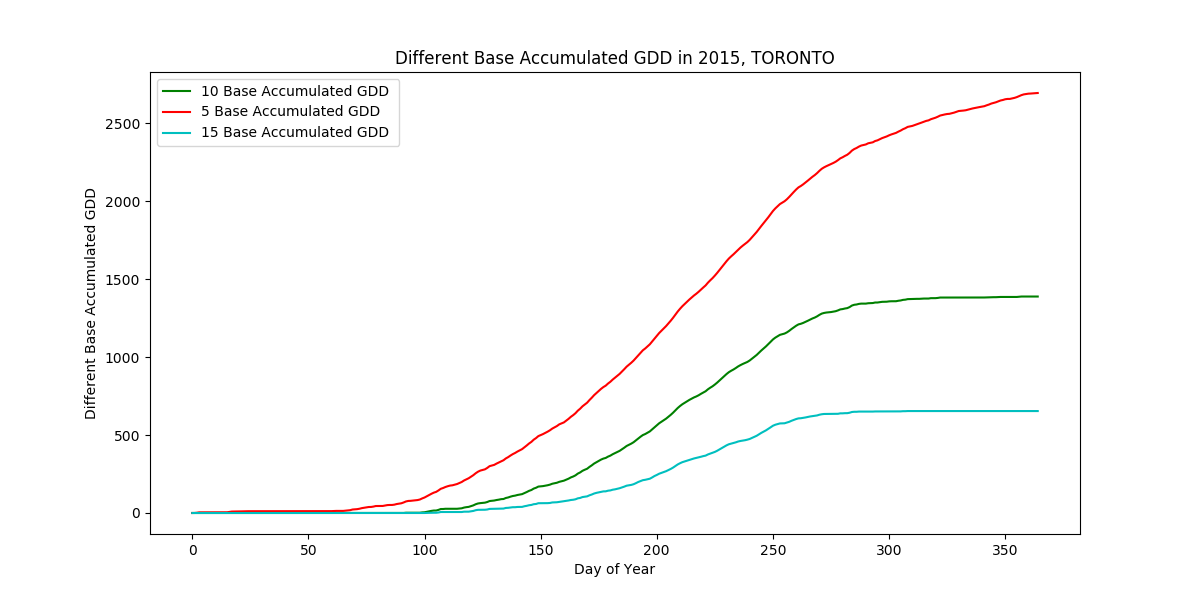 Different Base Accumulated GDD in 2015, TORONTO
10 Base Accumulated GDD
5 Base Accumulated GDD
15 Base Accumulated GDD
Different Base Accumulated GDD
2500
2000
1500
1000
500
0
0 50 100 150 200 250 300 350
Day of Year